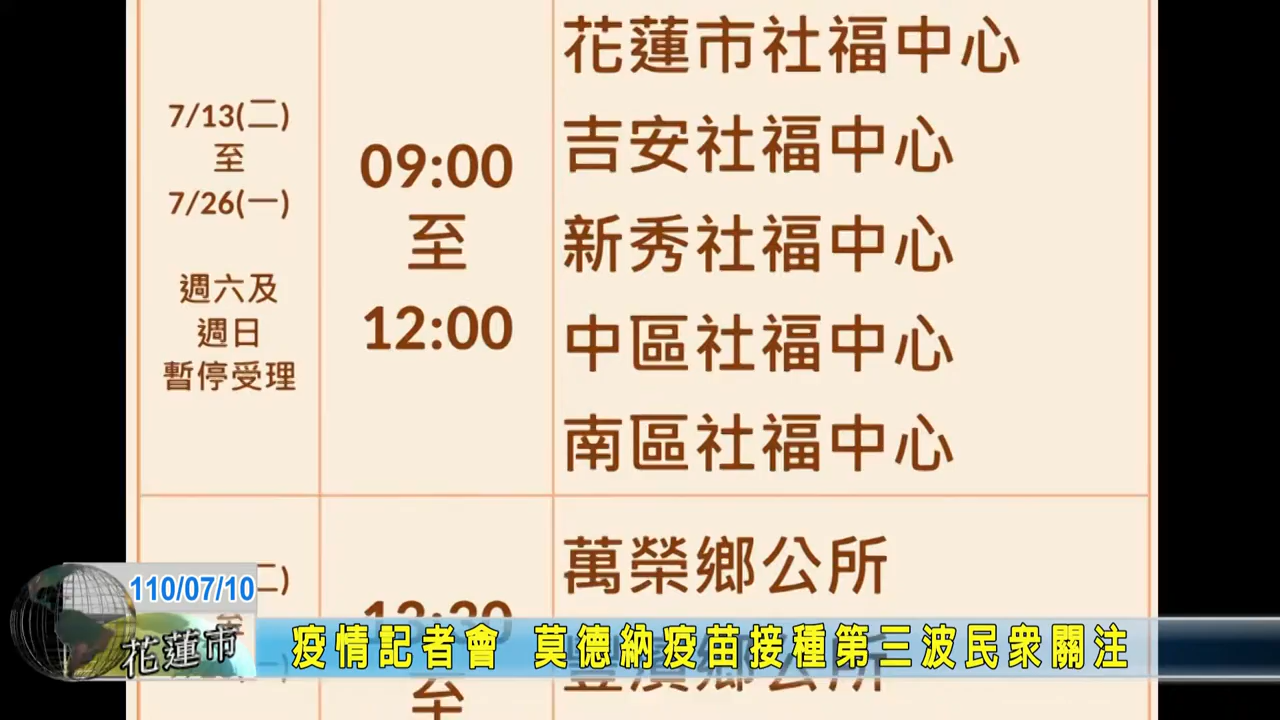 花蓮市社福中心
7/13(二)
至
7/26(一)
吉安社福中心
09:00
至
12:00
新秀社福中心
週六及
週日
暫停受理
中區社福中心
南區社福中心
萬榮鄉公所
二)
110/07/10
花蓮市
疫情記者會 莫德納疫苗接種第三波民眾關注
至